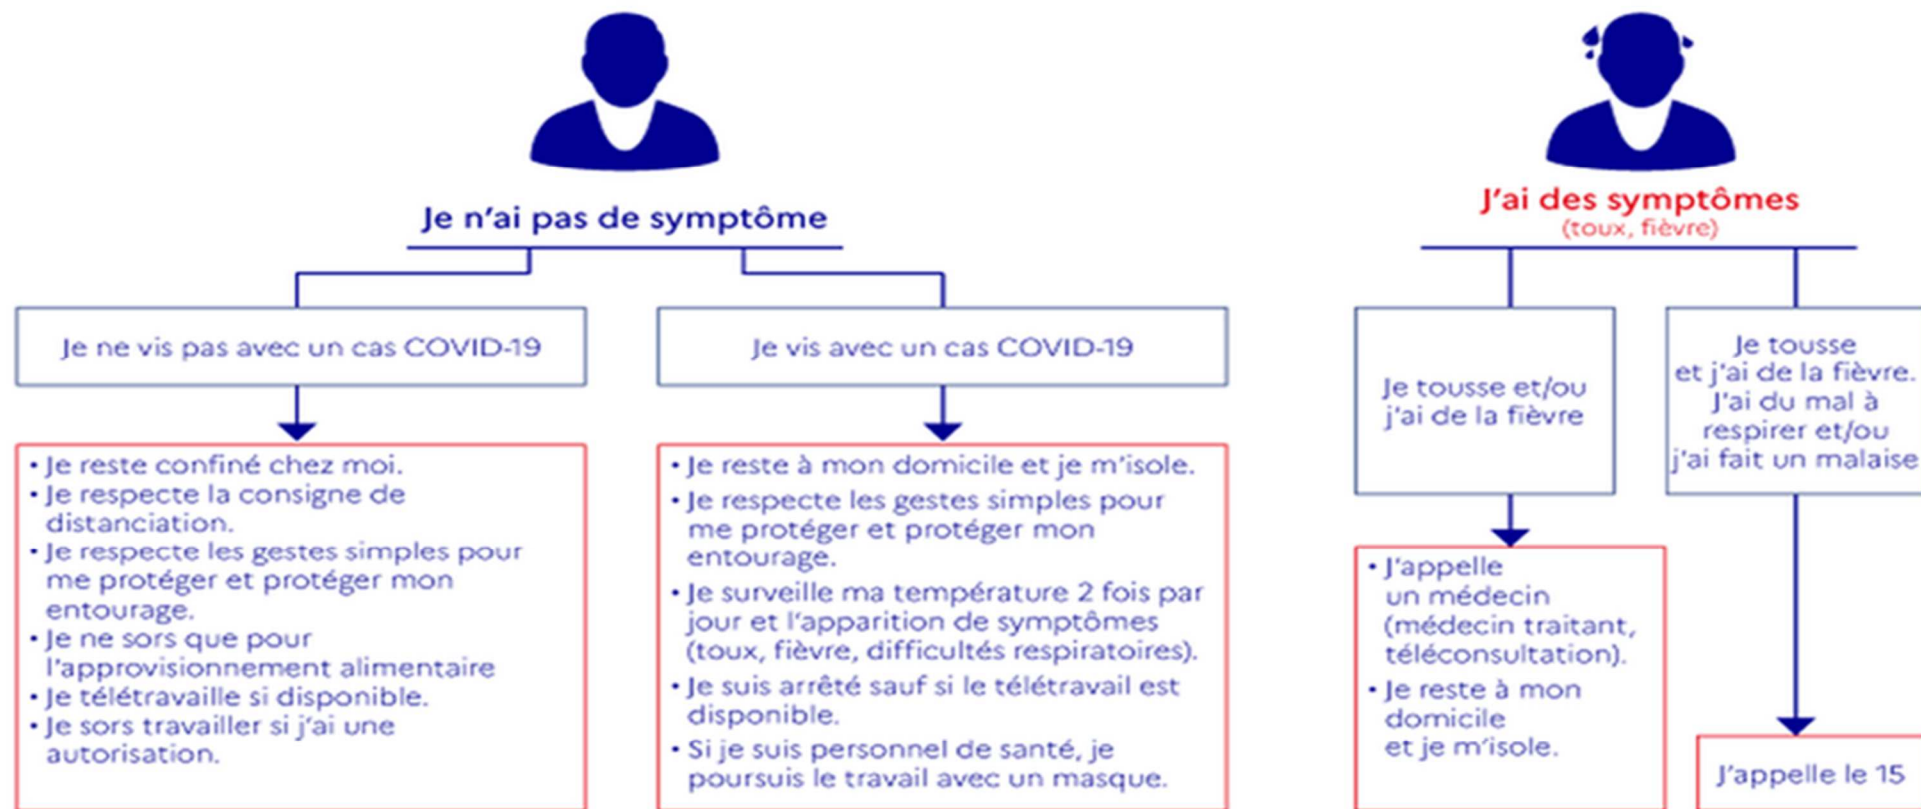 Je n'ai pas de symptôme
Je ne vis pas avec un cas COVID-19
• Je reste confiné chez moi.
• Je respecte la consigne de
distanciation.
• Je respecte les gestes simples pour
me protéger et protéger mon
entourage.
• Je ne sors que pour
l'approvisionnement alimentaire
• Je télétravaille si disponible.
• Je sors travailler si j'ai une
autorisation.
Je vis avec un cas COVID-19
• Je reste à mon domicile et je m'isole.
• Je respecte les gestes simples pour
me protéger et protéger mon
entourage.
• Je surveille ma température 2 fois par
jour et l'apparition de symptômes
(toux, fièvre, difficultés respiratoires).
• Je suis arrêté sauf si le télétravail est
disponible.
• Si je suis personnel de santé, je
poursuis le travail avec un masque.
J'ai des symptômes
(toux, fièvre)
Je tousse et/ou
j'ai de la fièvre
• J'appelle
un médecin
(médecin traitant,
téléconsultation).
• Je reste à mon
domicile
et je m'isole.
Je tousse
et j'ai de la fièvre.
J'ai du mal à
respirer et/ou
j'ai fait un malaise
J'appelle le 15